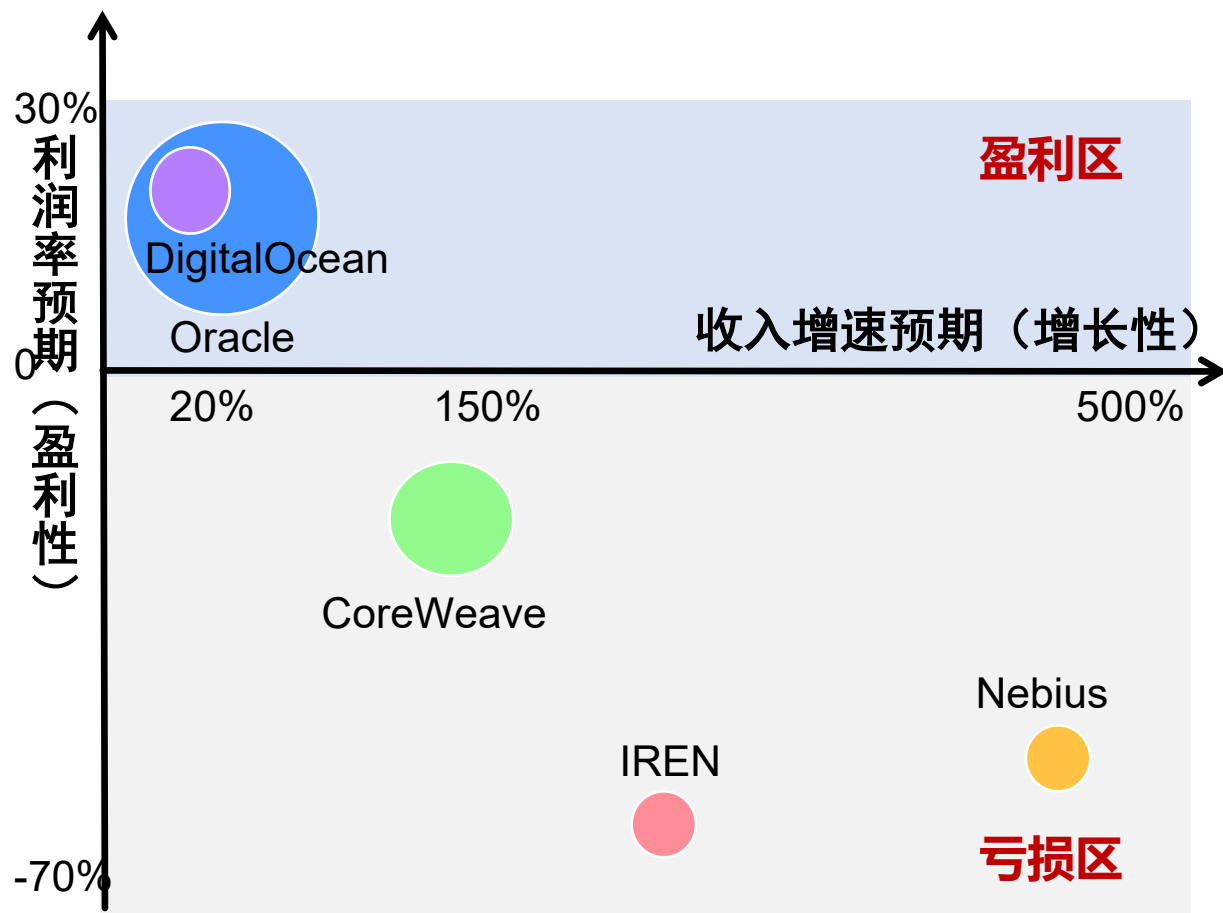 30%
利润率预期（盈利性）
盈利区
DigitalOcean
Oracle
收入增速预期（增长性）
0
20%
150%
500%
CoreWeave
Nebius
IREN
亏损区
-70%